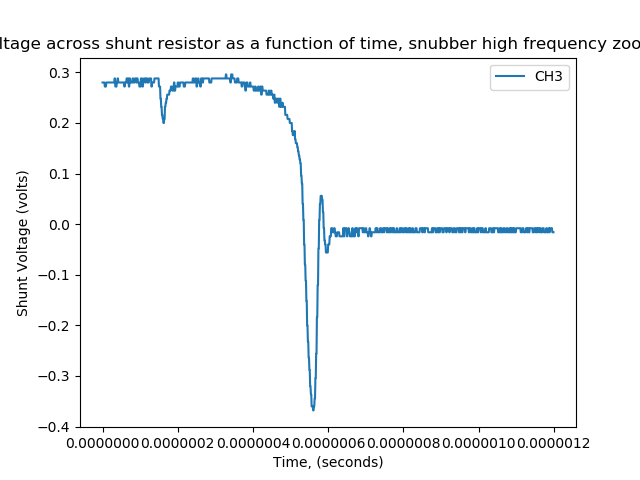 ltage across shunt resistor as a function of time, snubber high frequency zoo
CH3
Shunt Voltage (volts)
0.3
0.2
0.1
0.0
−0.1
−0.2
−0.3
−0.4
0.0000000 0.0000002 0.0000004 0.0000006 0.0000008 0.0000010 0.0000012
Time, (seconds)